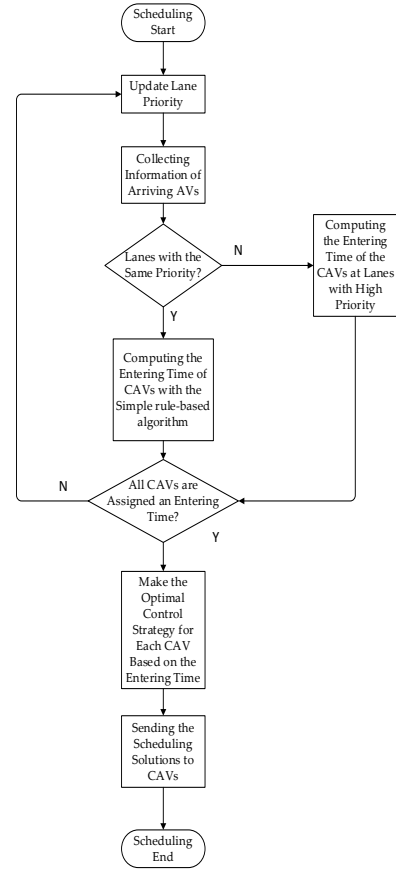 Scheduling
Start
Update Lane
Priority
Collecting
Information of
Arriving AVs
Lanes with the
Same Priority?
N
Computing
the Entering
Time of the
CAVs at Lanes
with High
Priority
Y
Computing the
Entering Time of
CAVs with the
Simple rule-based
algorithm
All CAVs are
Assigned an Entering
Time?
N
Y
Make the
Optimal
Control
Strategy for
Each CAV
Based on the
Entering Time
Sending the
Scheduling
Solutions to
CAVs
Scheduling
End